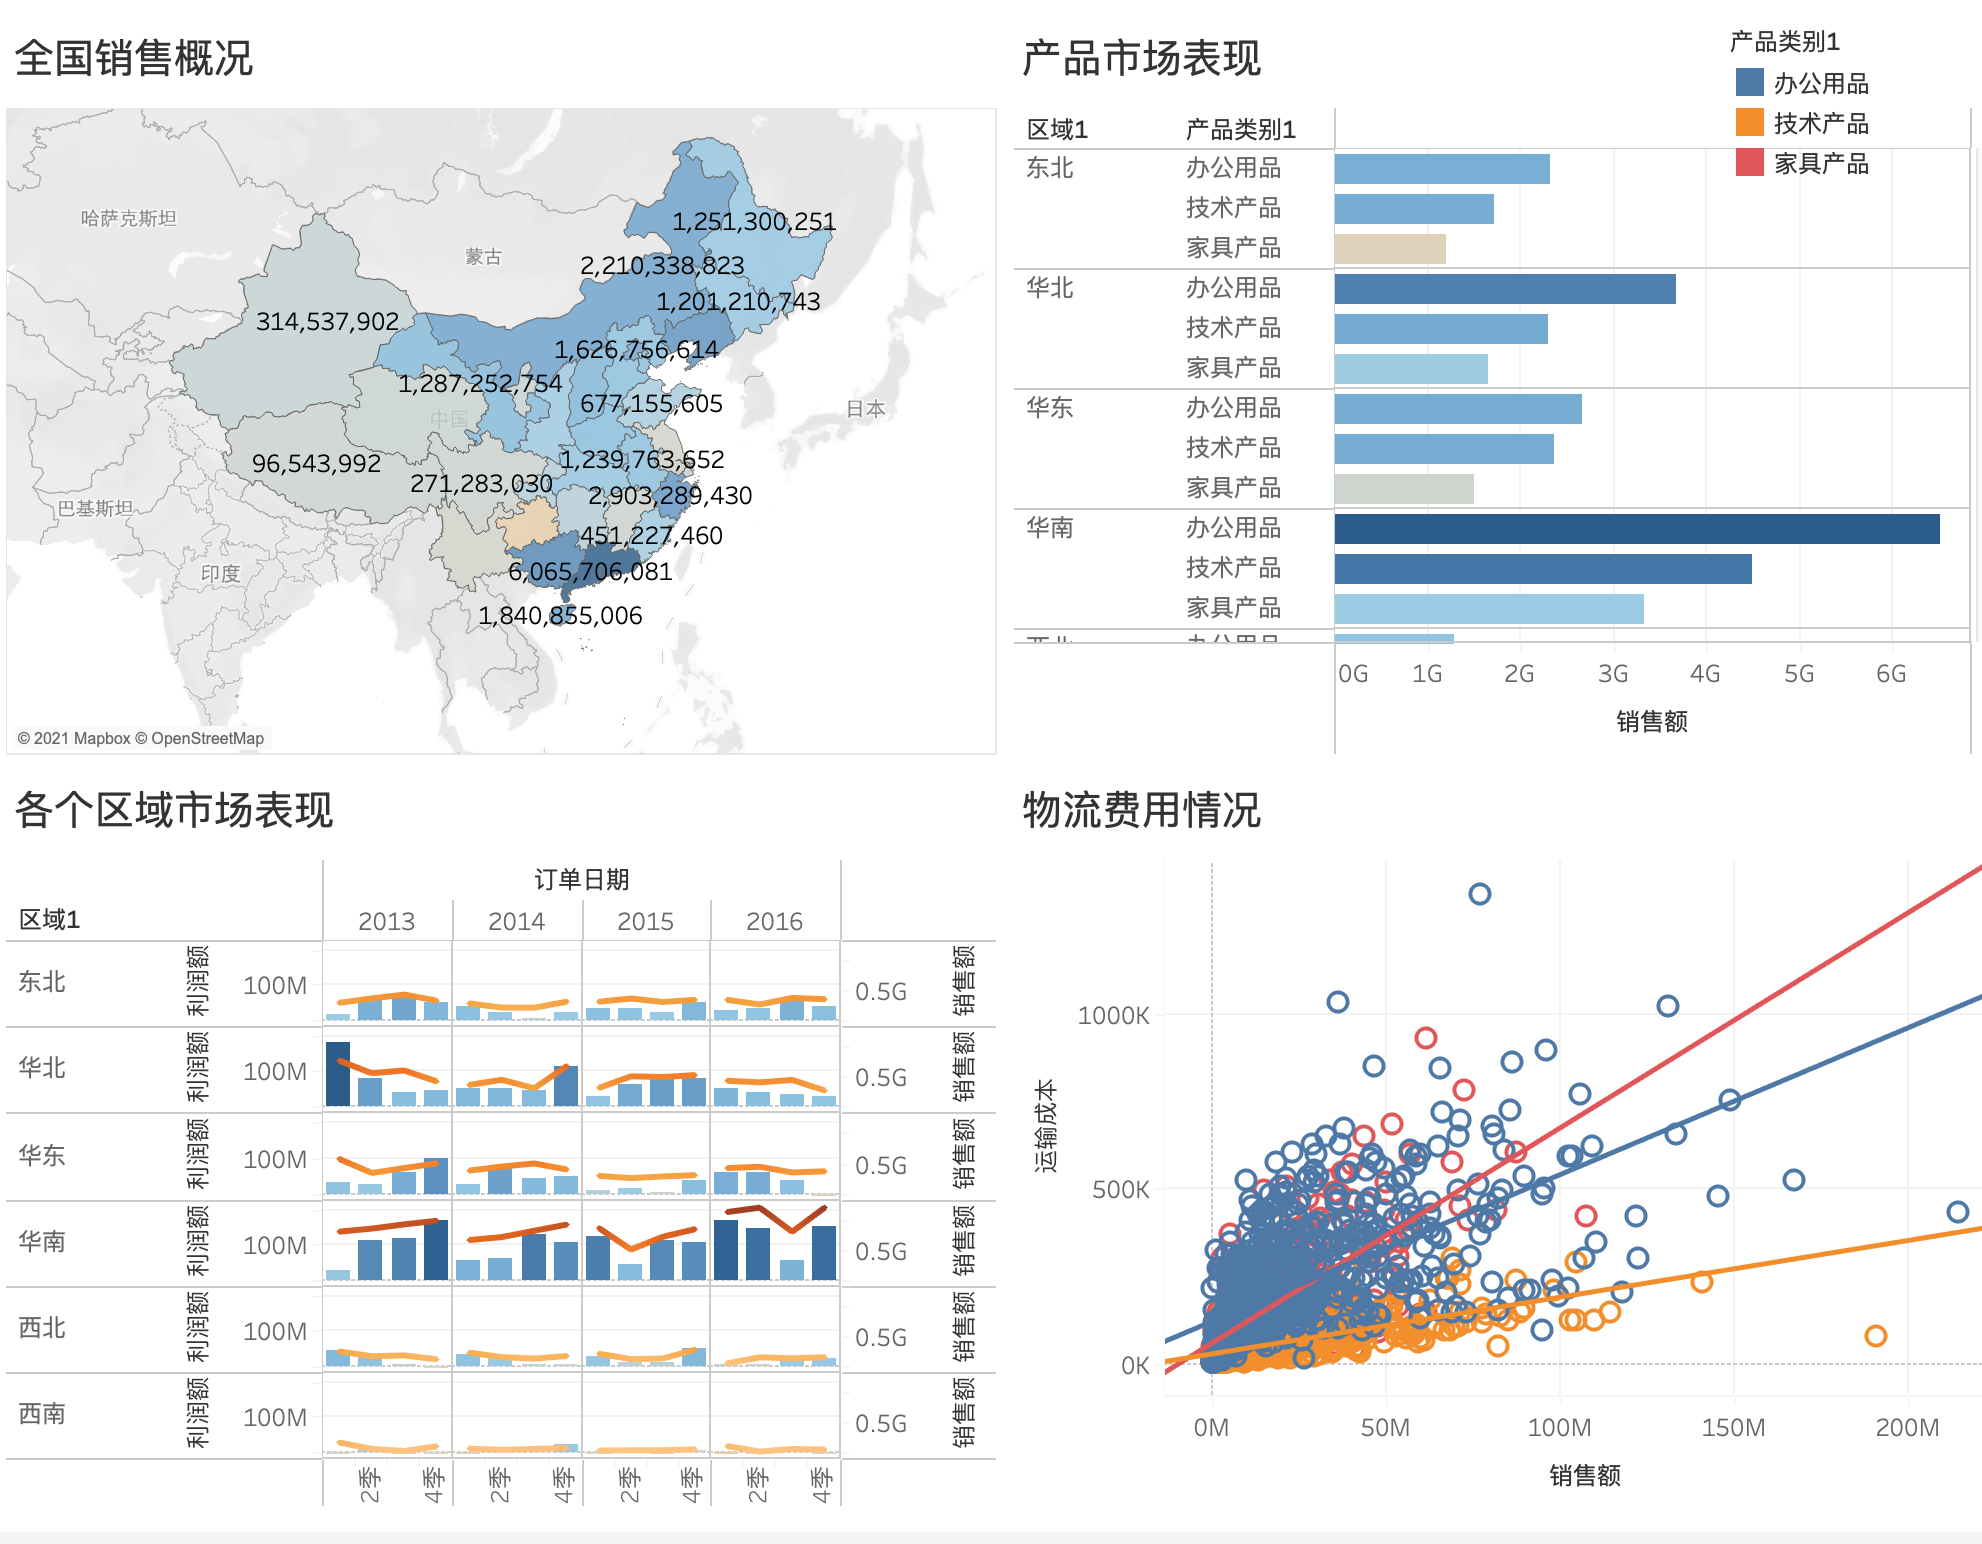 全国销售概况
哈萨克斯坦
蒙古
1,251,300,251
2,210,338,823
1,201,210,743
314,537,902
1,626,756,614
1,287,252,754
677,155,605
中国
日本
96,543,992
1,239,763,652
271,283,030
2,903,289,430
巴基斯坦
451,227,460
印度
6,065,706,081
1,840,855,006
© 2021 Mapbox © OpenStreetMap
产品市场表现
产品类别1
办公用品
技术产品
家具产品
区域1 产品类别1
东北 办公用品
技术产品
家具产品
华北 办公用品
技术产品
家具产品
华东 办公用品
技术产品
家具产品
华南 办公用品
技术产品
家具产品
西北 办公用品
0G 1G 2G 3G 4G 5G 6G
销售额
各个区域市场表现
订单日期
区域1 2013 2014 2015 2016
东北 利润额 100M 0.5G 销售额
华北 利润额 100M 0.5G 销售额
华东 利润额 100M 0.5G 销售额
华南 利润额 100M 0.5G 销售额
西北 利润额 100M 0.5G 销售额
西南 利润额 100M 0.5G 销售额
2季 4季 2季 4季 2季 4季 2季 4季
物流费用情况
运输成本
1000K
500K
0K
0M 50M 100M 150M 200M
销售额